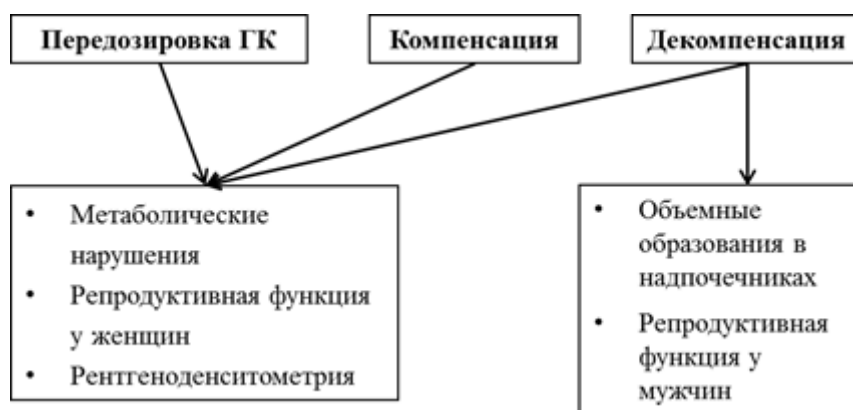 Передозировка ГК
Компенсация
Декомпенсация
• Метаболические
нарушения
• Репродуктивная функция
у женщин
• Рентгеноденситометрия
• Объемные
образования в
надпочечниках
• Репродуктивная
функция у
мужчин